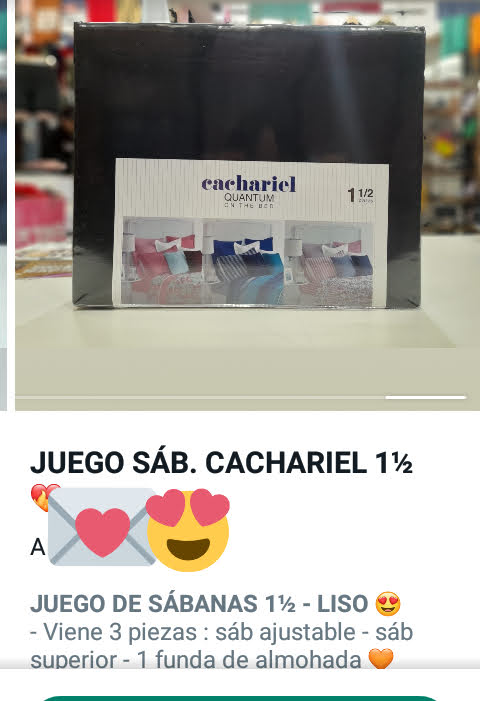 cachariel
QUANTUM
ON THE BED
1 1/2
JUEGO SÁB. CACHARIEL 1½
❤️‍🔥
A 💌😍
JUEGO DE SÁBANAS 1½ - LISO 😍
- Viene 3 piezas : sáb ajustable - sáb
superior - 1 funda de almohada 🧡